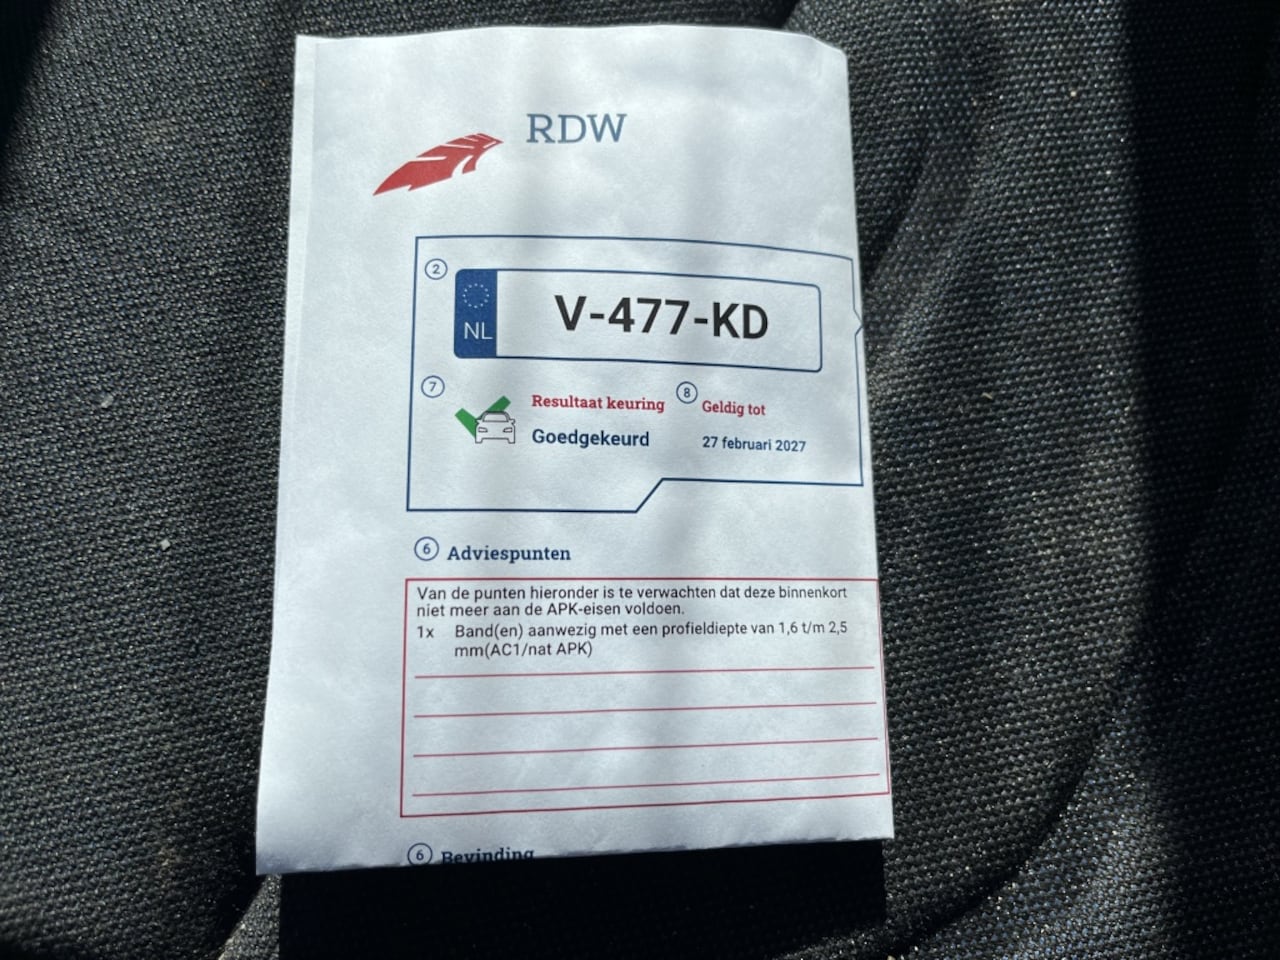 RDW
2
NL
V-477-KD
7
Resultaat keuring
8
Geldig tot
Goedgekeurd
27 februari 2027
6 Adviespunten
Van de punten hieronder is te verwachten dat deze binnenkort
niet meer aan de APK-eisen voldoen.
1x Band(en) aanwezig met een profieldiepte van 1,6 t/m 2,5
mm(AC1/nat APK)
6 Bevinding